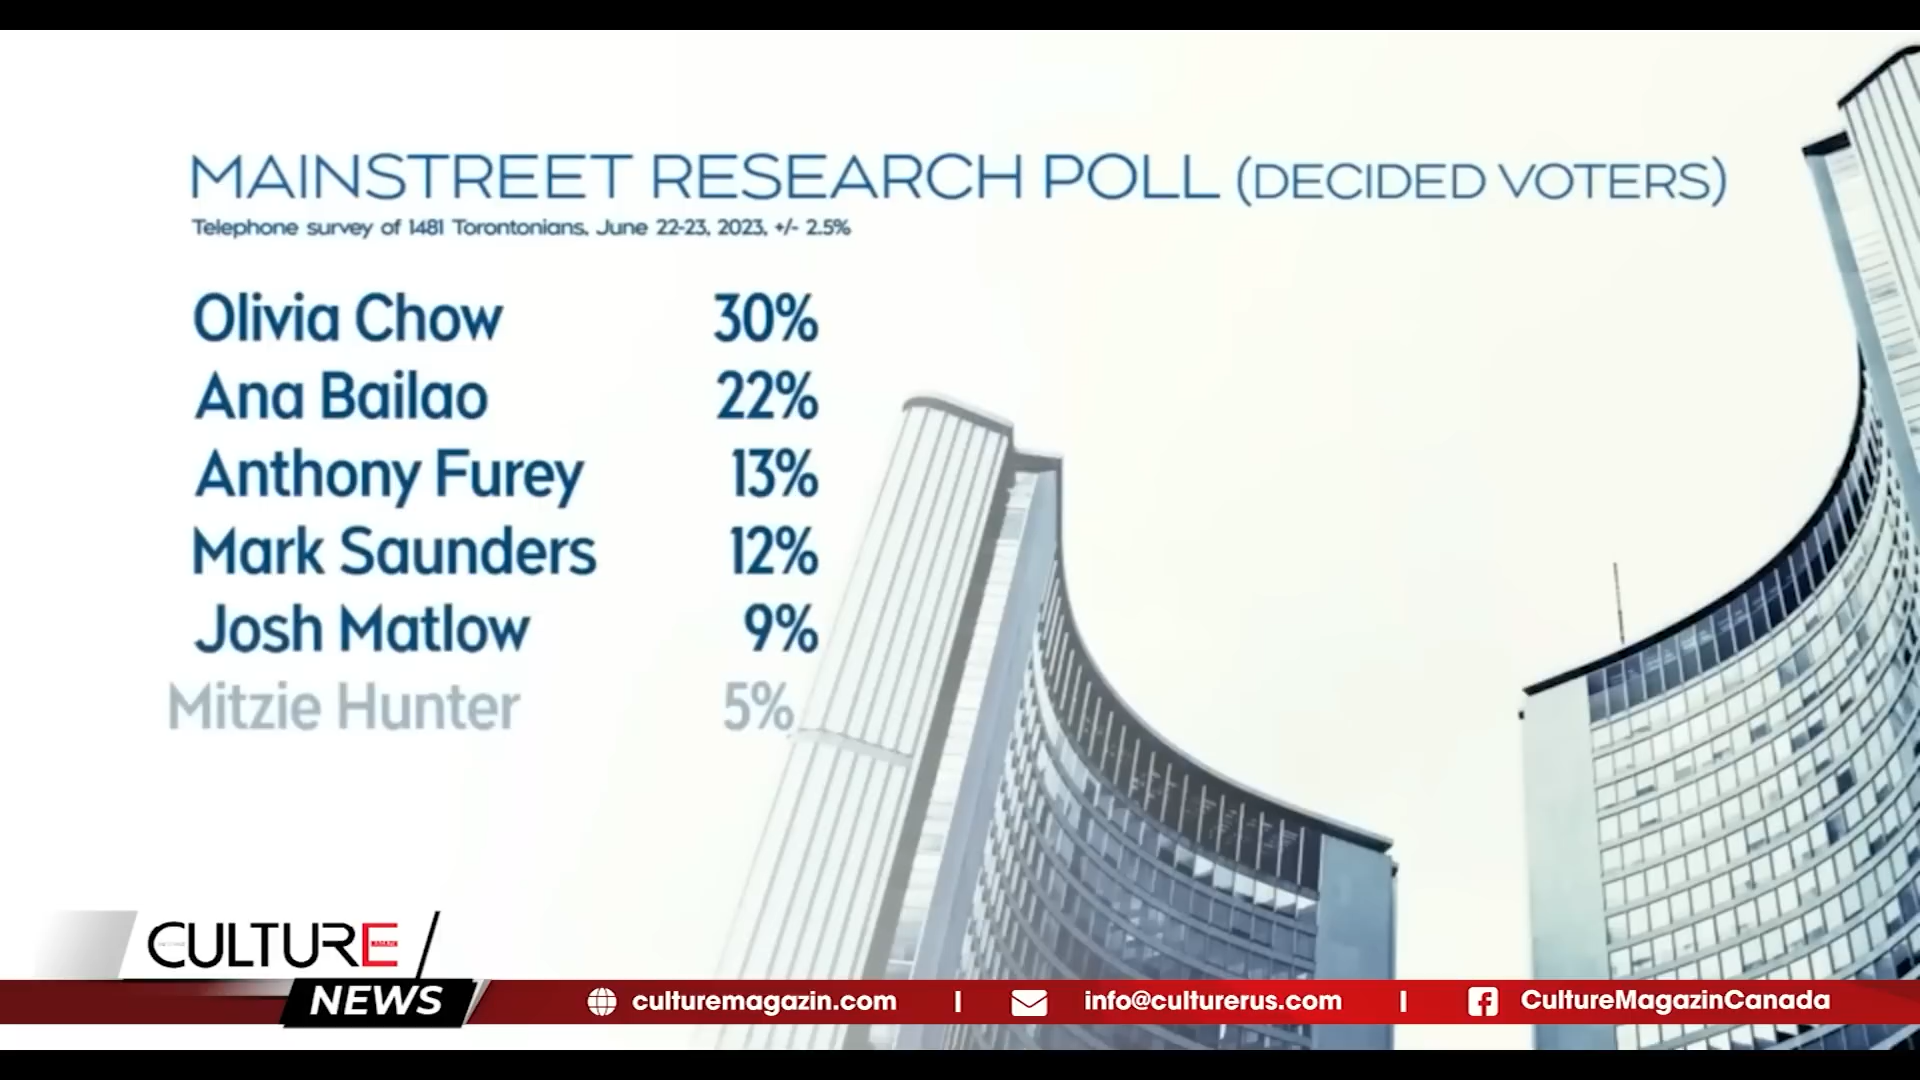 MAINSTREET RESEARCH POLL (DECIDED VOTERS)
Telephone survey of 1481 Torontonians, June 22-23, 2023, +/- 2.5%
Olivia Chow 30%
Ana Bailao 22%
Anthony Furey 13%
Mark Saunders 12%
Josh Matlow 9%
Mitzie Hunter 5%
CULTURE
NEWS
culturemagazin.com | info@culturerus.com | CultureMagazinCanada